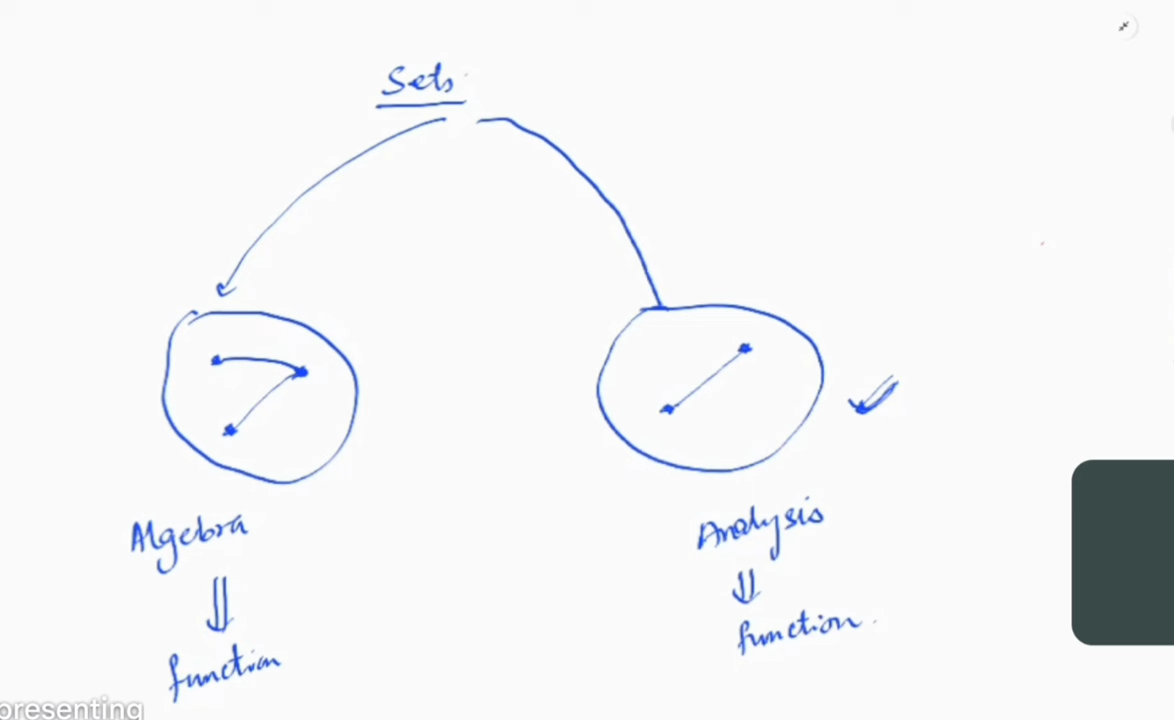 Sets
Algebra
Analysis
function
function
presenting